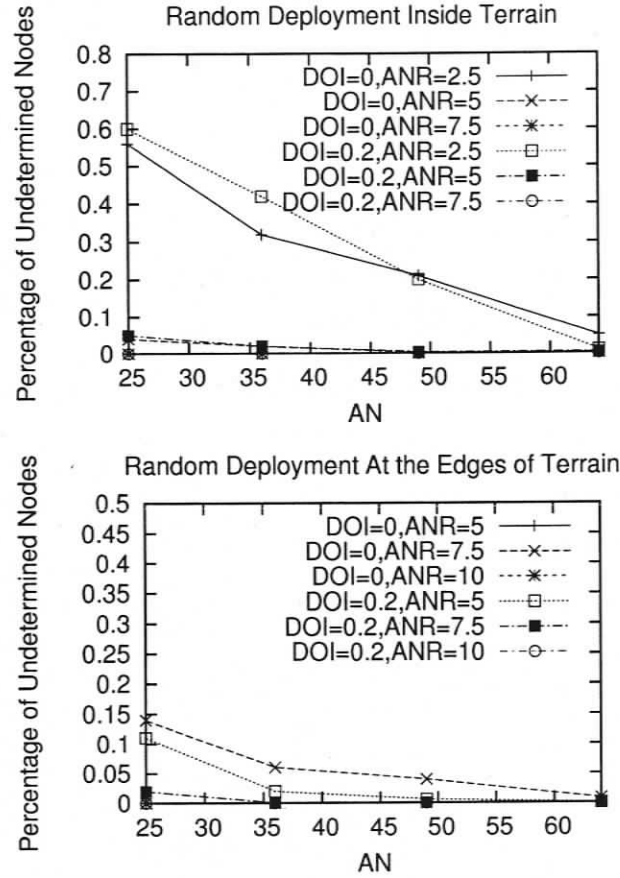 Random Deployment Inside Terrain
Percentage of Undetermined Nodes
0.8
0.7
0.6
0.5
0.4
0.3
0.2
0.1
0
DOI=0,ANR=2.5
DOI=0,ANR=5
DOI=0,ANR=7.5
DOI=0.2,ANR=2.5
DOI=0.2,ANR=5
DOI=0.2,ANR=7.5
25 30 35 40 45 50 55 60
AN
Random Deployment At the Edges of Terrain
Percentage of Undetermined Nodes
0.5
0.45
0.4
0.35
0.3
0.25
0.2
0.15
0.1
0.05
0
DOI=0,ANR=5
DOI=0,ANR=7.5
DOI=0,ANR=10
DOI=0.2,ANR=5
DOI=0.2,ANR=7.5
DOI=0.2,ANR=10
25 30 35 40 45 50 55 60
AN